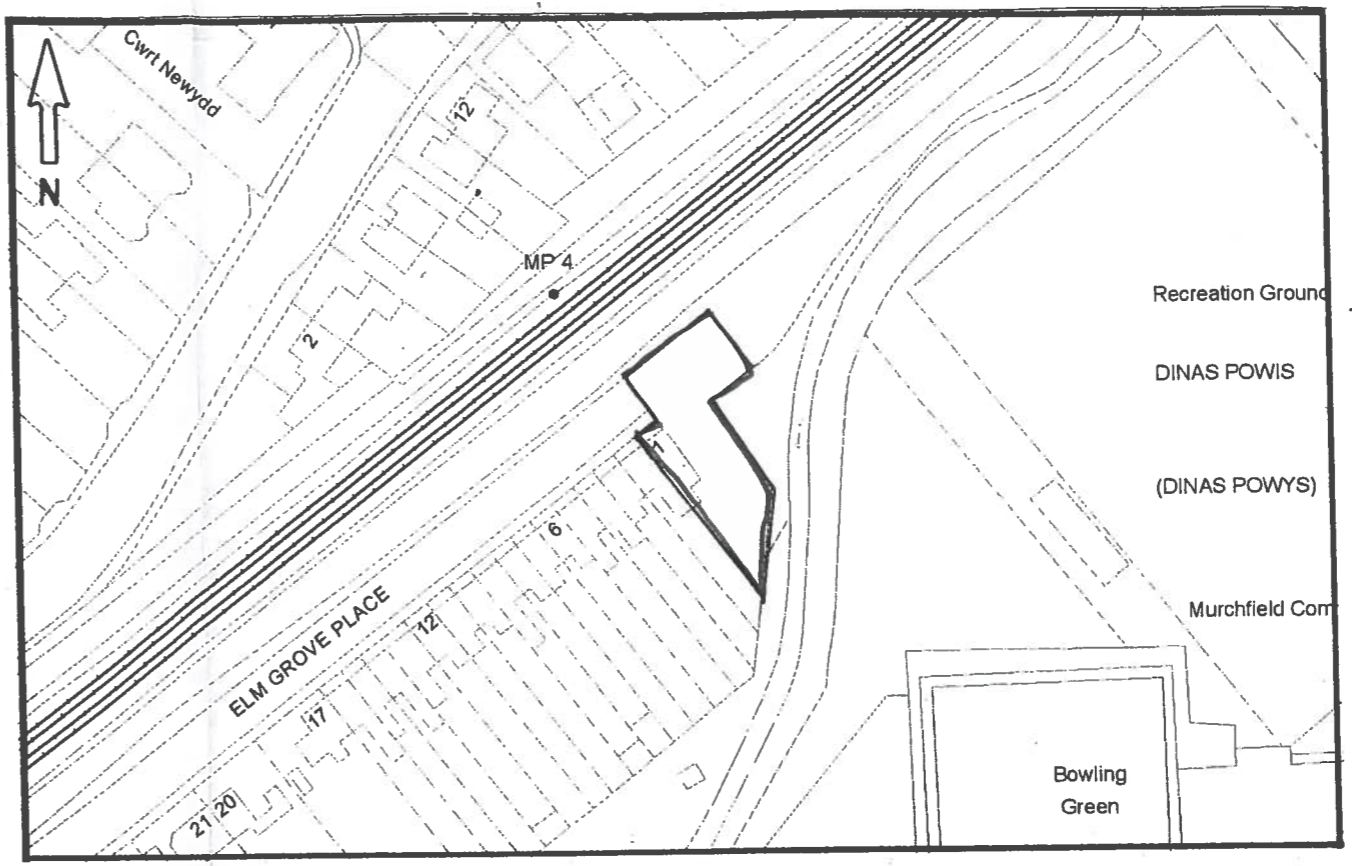 Cwrt Newydd
N
12
MP 4
2
Recreation Ground
DINAS POWIS
1
(DINAS POWYS)
6
ELM GROVE PLACE
12
Murchfield Com
17
Bowling
Green
21 20